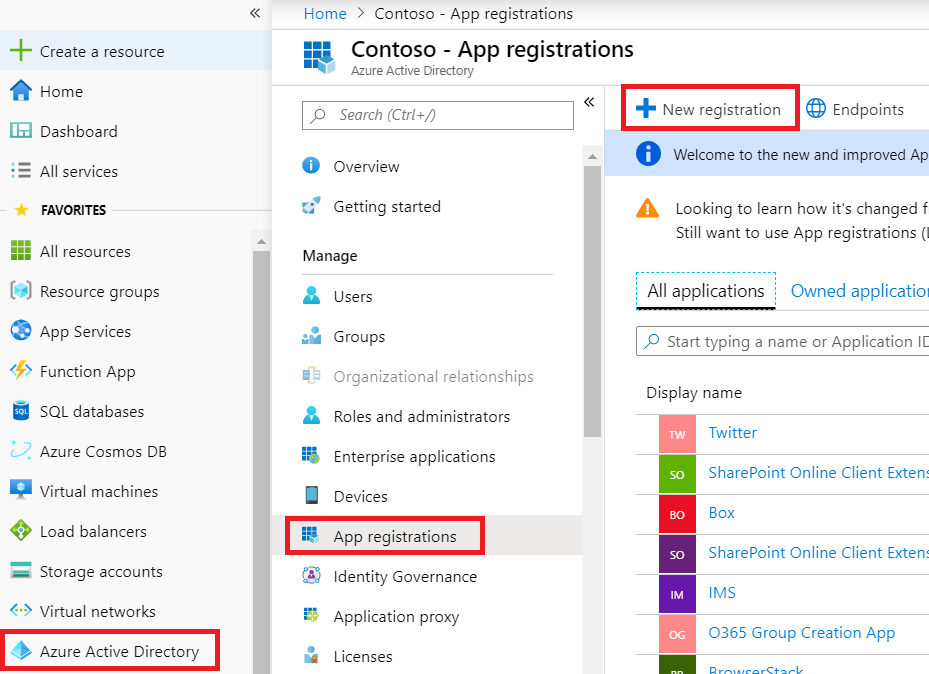 Create a resource
Home
Dashboard
All services
FAVORITES
All resources
Resource groups
App Services
Function App
SQL
SQL databases
Azure Cosmos DB
Virtual machines
Load balancers
Storage accounts
Virtual networks
Azure Active Directory
Home > Contoso - App registrations
Contoso - App registrations
Azure Active Directory
Search (Ctrl+/)
Overview
Getting started
Manage
Users
Groups
Organizational relationships
Roles and administrators
Enterprise applications
Devices
App registrations
Identity Governance
Application proxy
Licenses
New registration Endpoints
Welcome to the new and improved Ap
Looking to learn how it's changed f
Still want to use App registrations (L
All applications Owned application
Start typing a name or Application ID
Display name
TW Twitter
SO SharePoint Online Client Extens
BO Box
SO SharePoint Online Client Extens
IM IMS
OG O365 Group Creation App
BrowserStack